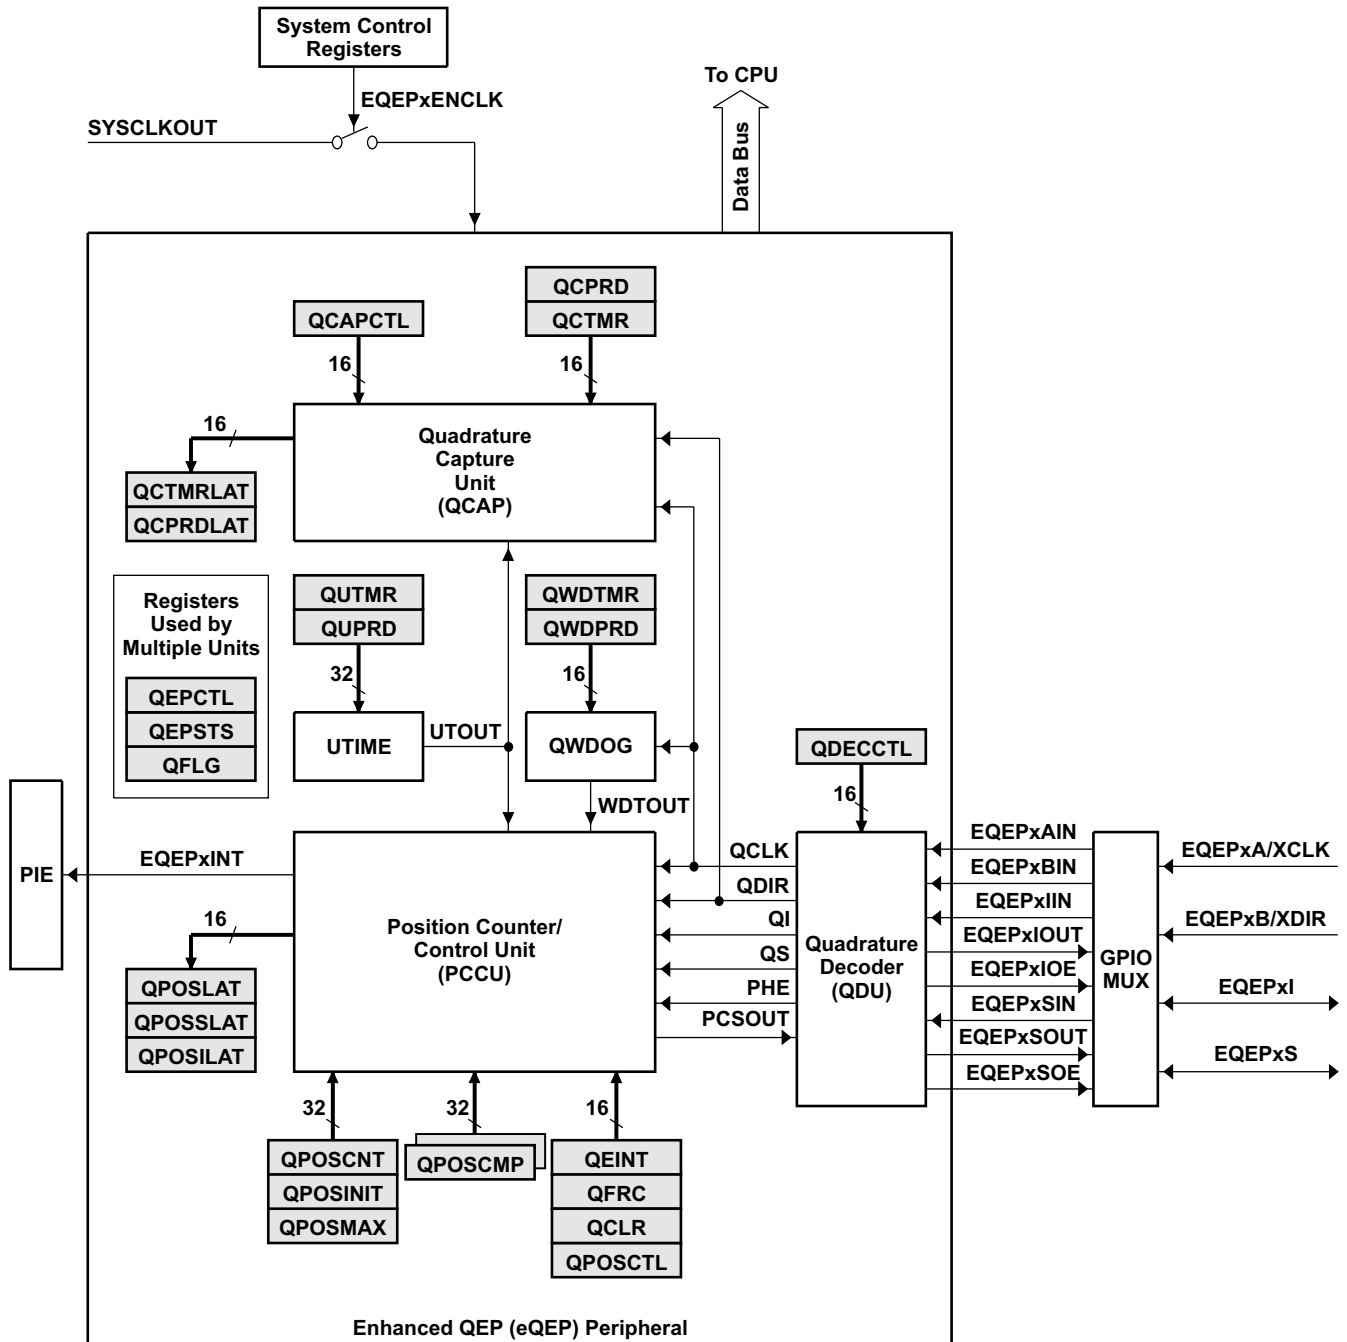 System Control
Registers
To CPU
EQEPxENCLK
SYSCLKOUT
Data Bus
QCPRD
QCAPCTL
QCTMR
16
16
16
Quadrature
Capture
Unit
(QCAP)
QCTMRLAT
QCPRDLAT
Registers
Used by
Multiple Units
QEPCTL
QEPSTS
QFLG
QUTMR
QUPRD
QWDTMR
QWDPRD
32
16
UTIME
UTOUT
QWDOG
QDECCTL
WDTOUT
16
PIE
EQEPxINT
16
Position Counter/
Control Unit
(PCCU)
QCLK
QDIR
QI
QS
PHE
PCSOUT
Quadrature
Decoder
(QDU)
EQEPxAIN
EQEPxBIN
EQEPxIIN
EQEPxIOUT
EQEPxIOE
EQEPxSIN
EQEPxSOUT
EQEPxSOE
GPIO
MUX
EQEPxA/XCLK
EQEPxB/XDIR
EQEPxI
EQEPxS
QPOSLAT
QPOSSLAT
QPOSILAT
32
32
16
QPOSCNT
QPOSINIT
QPOSMAX
QPOSCMP
QEINT
QFRC
QCLR
QPOSCTL
Enhanced QEP (eQEP) Peripheral